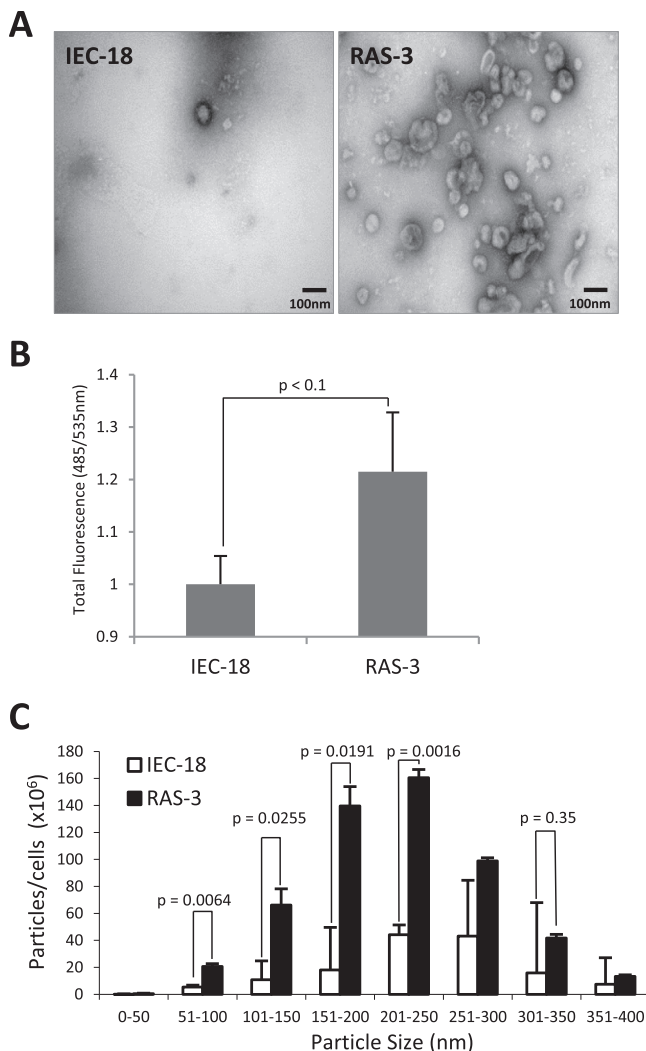 A
IEC-18
RAS-3
100nm
100nm
B
Total Fluorescence (485/535nm)
1.4
1.3
1.2
1.1
1
0.9
p < 0.1
IEC-18
RAS-3
C
Particles/cells (x10⁶)
180
160
140
120
100
80
60
40
20
0
IEC-18
RAS-3
p = 0.0064
p = 0.0255
p = 0.0191
p = 0.0016
p = 0.35
0-50 51-100 101-150 151-200 201-250 251-300 301-350 351-400
Particle Size (nm)